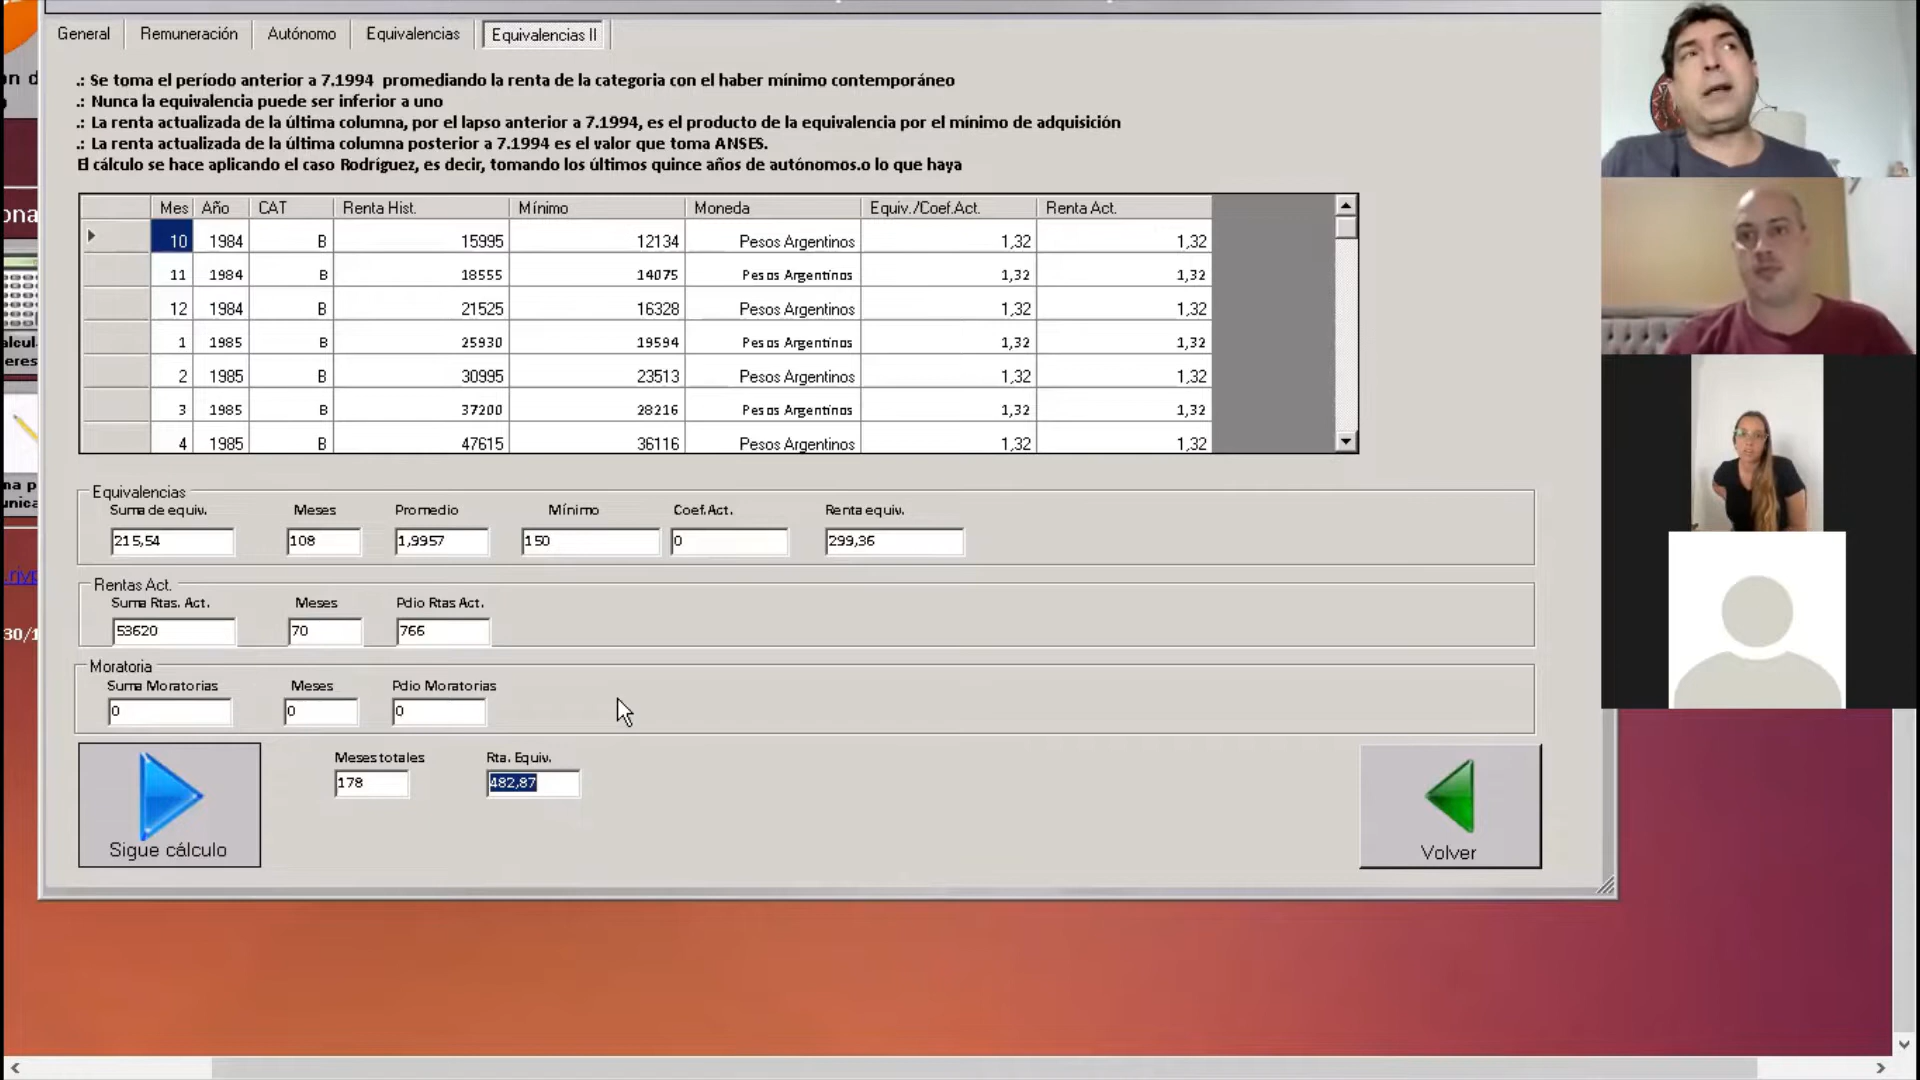 General Remuneración Autónomo Equivalencias Equivalencias II
.: Se toma el período anterior a 7.1994 promediando la renta de la categoria con el haber mínimo contemporáneo
.: Nunca la equivalencia puede ser inferior a uno
.: La renta actualizada de la última columna, por el lapso anterior a 7.1994, es el producto de la equivalencia por el mínimo de adquisición
.: La renta actualizada de la última columna posterior a 7.1994 es el valor que toma ANSES.
El cálculo se hace aplicando el caso Rodríguez, es decir, tomando los últimos quince años de autónomos.o lo que haya
Mes Año CAT Renta Hist. Mínimo Moneda Equiv./Coef.Act. Renta Act.
10 1984 B 15995 12134 Pesos Argentinos 1,32 1,32
11 1984 B 18555 14075 Pesos Argentinos 1,32 1,32
12 1984 B 21525 16328 Pesos Argentinos 1,32 1,32
1 1985 B 25930 19594 Pesos Argentinos 1,32 1,32
2 1985 B 30995 23513 Pesos Argentinos 1,32 1,32
3 1985 B 37200 28216 Pesos Argentinos 1,32 1,32
4 1985 B 47615 36116 Pesos Argentinos 1,32 1,32
Equivalencias
Suma de equiv. Meses Promedio Mínimo Coef.Act. Renta equiv.
215,54 108 1,9957 150 0 299,36
Rentas Act.
Suma Rtas. Act. Meses Pdio Rtas Act.
53620 70 766
Moratoria
Suma Moratorias Meses Pdio Moratorias
0 0 0
Meses totales Rta. Equiv.
178 482,87
Sigue cálculo
Volver